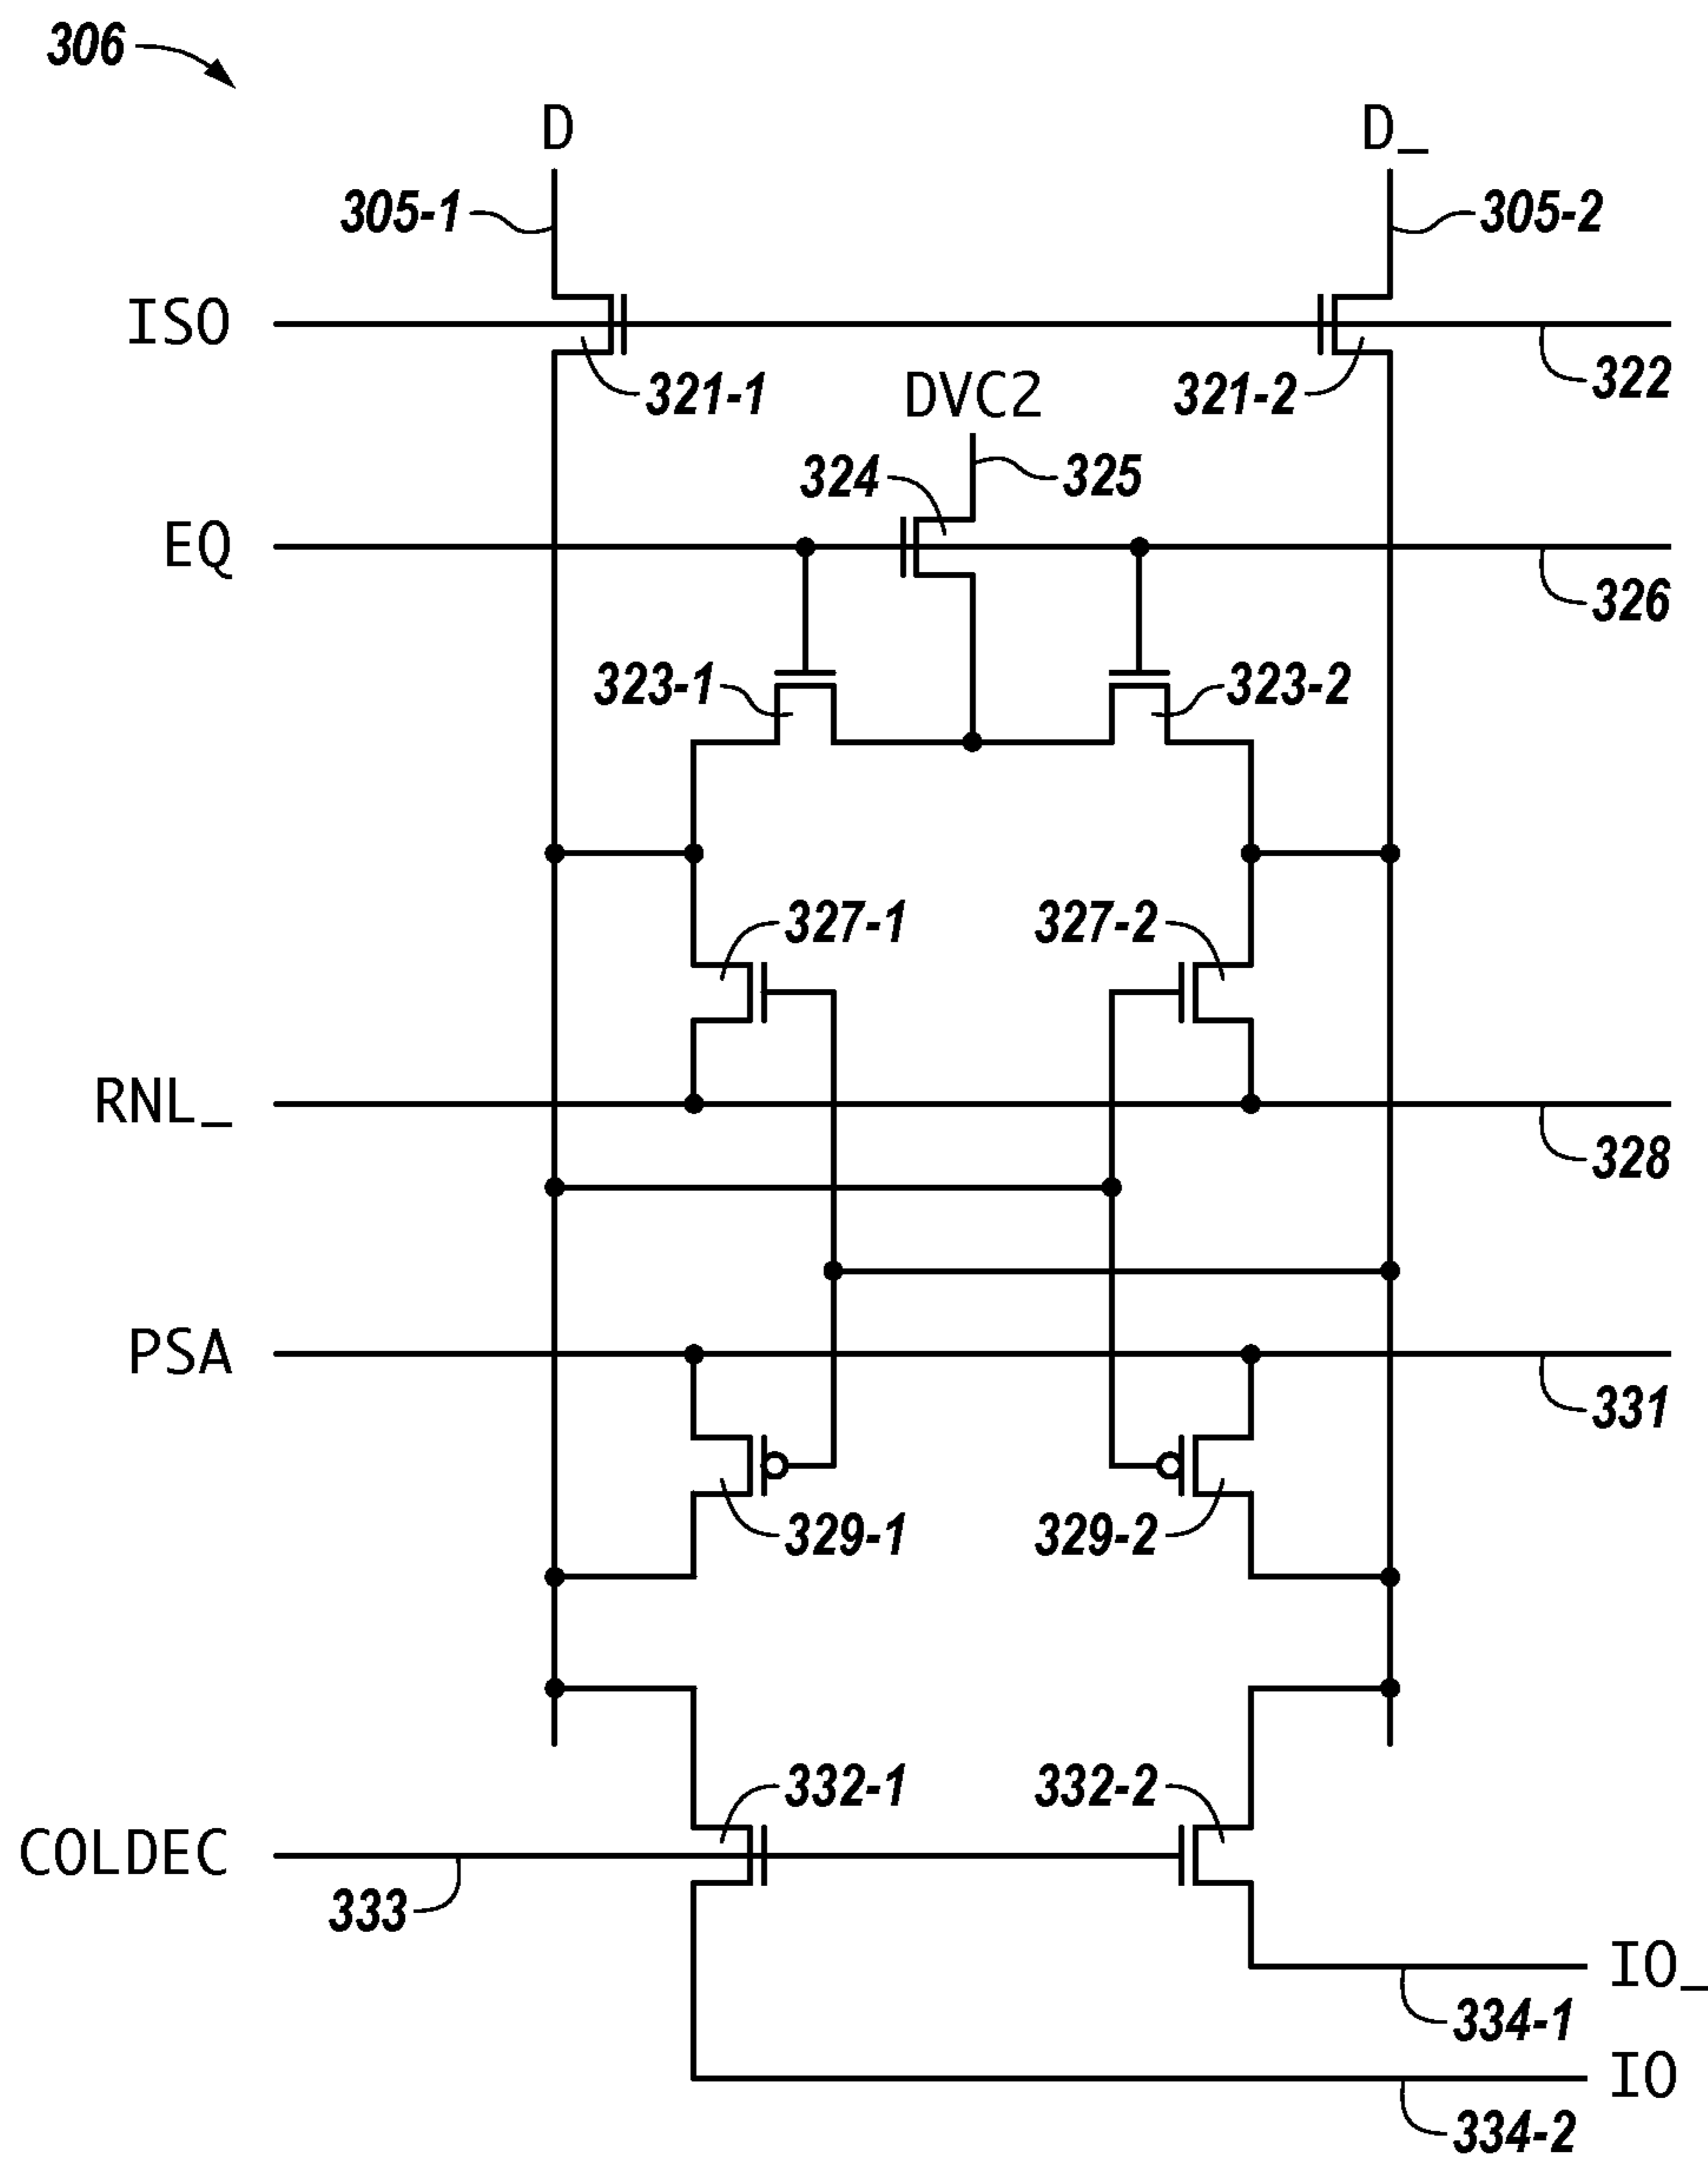 306
D D_
305-1 305-2
ISO
322
321-1 321-2
DVC2
324 325
EQ
326
323-1 323-2
327-1 327-2
RNL_
328
PSA
331
329-1 329-2
332-1 332-2
COLDEC
333
IO_
334-1
IO
334-2